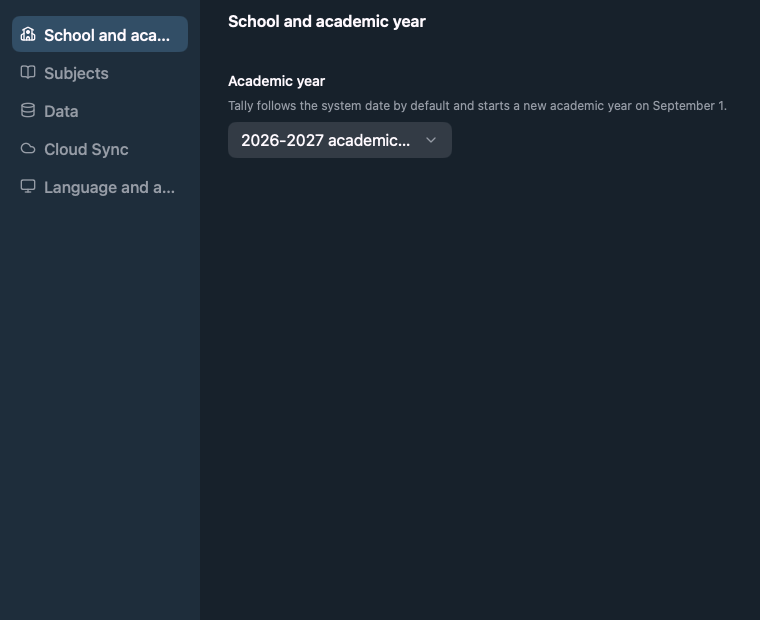 School and aca...
Subjects
Data
Cloud Sync
Language and a...
School and academic year
Academic year
Tally follows the system date by default and starts a new academic year on September 1.
2026-2027 academic...